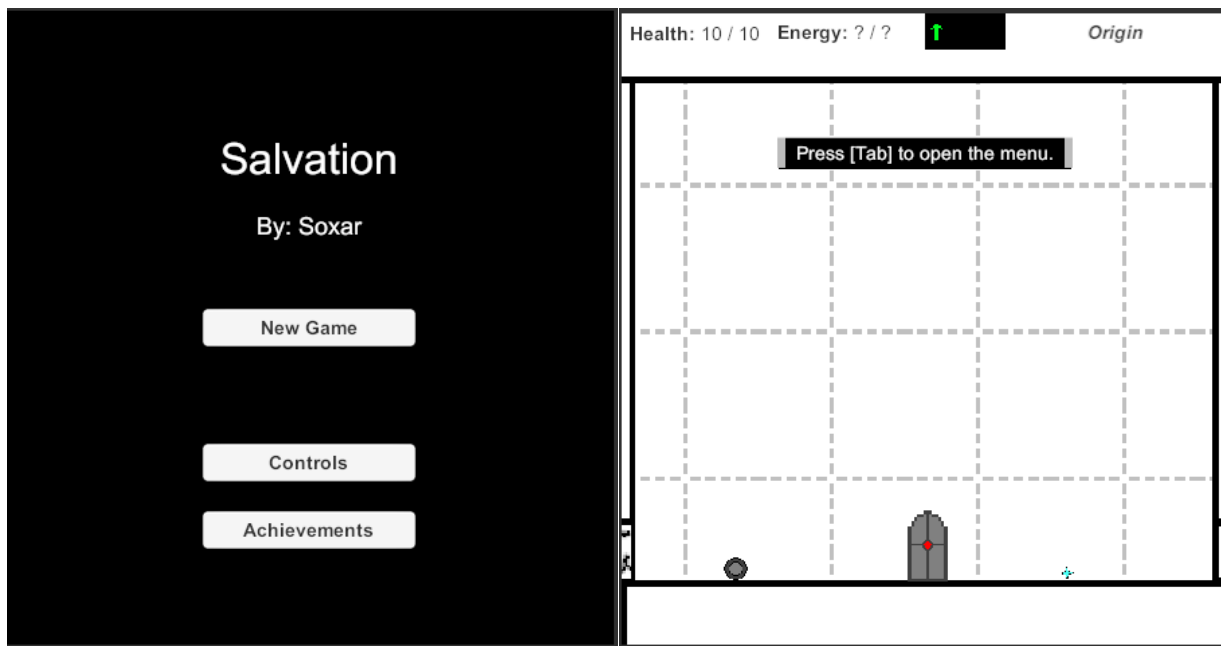 Salvation
By: Soxar
New Game
Controls
Achievements
Health: 10 / 10 Energy: ? / ? Origin
Press [Tab] to open the menu.